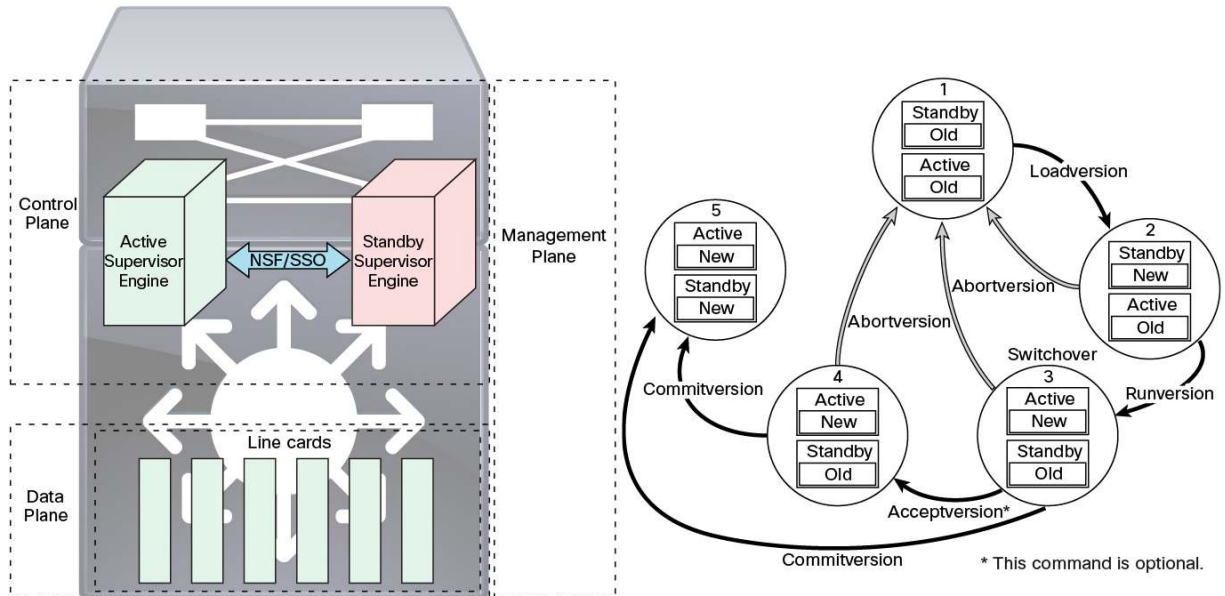 Control
Plane
Active
Supervisor
Engine
NSF/SSO
Standby
Supervisor
Engine
Management
Plane
Line cards
Data
Plane
1
Standby
Old
Active
Old
Loadversion
2
Standby
New
Active
Old
5
Active
New
Standby
New
Abortversion
Abortversion
Switchover
3
Active
New
Standby
Old
Runversion
Commitversion
4
Active
New
Standby
Old
Acceptversion*
Commitversion
* This command is optional.